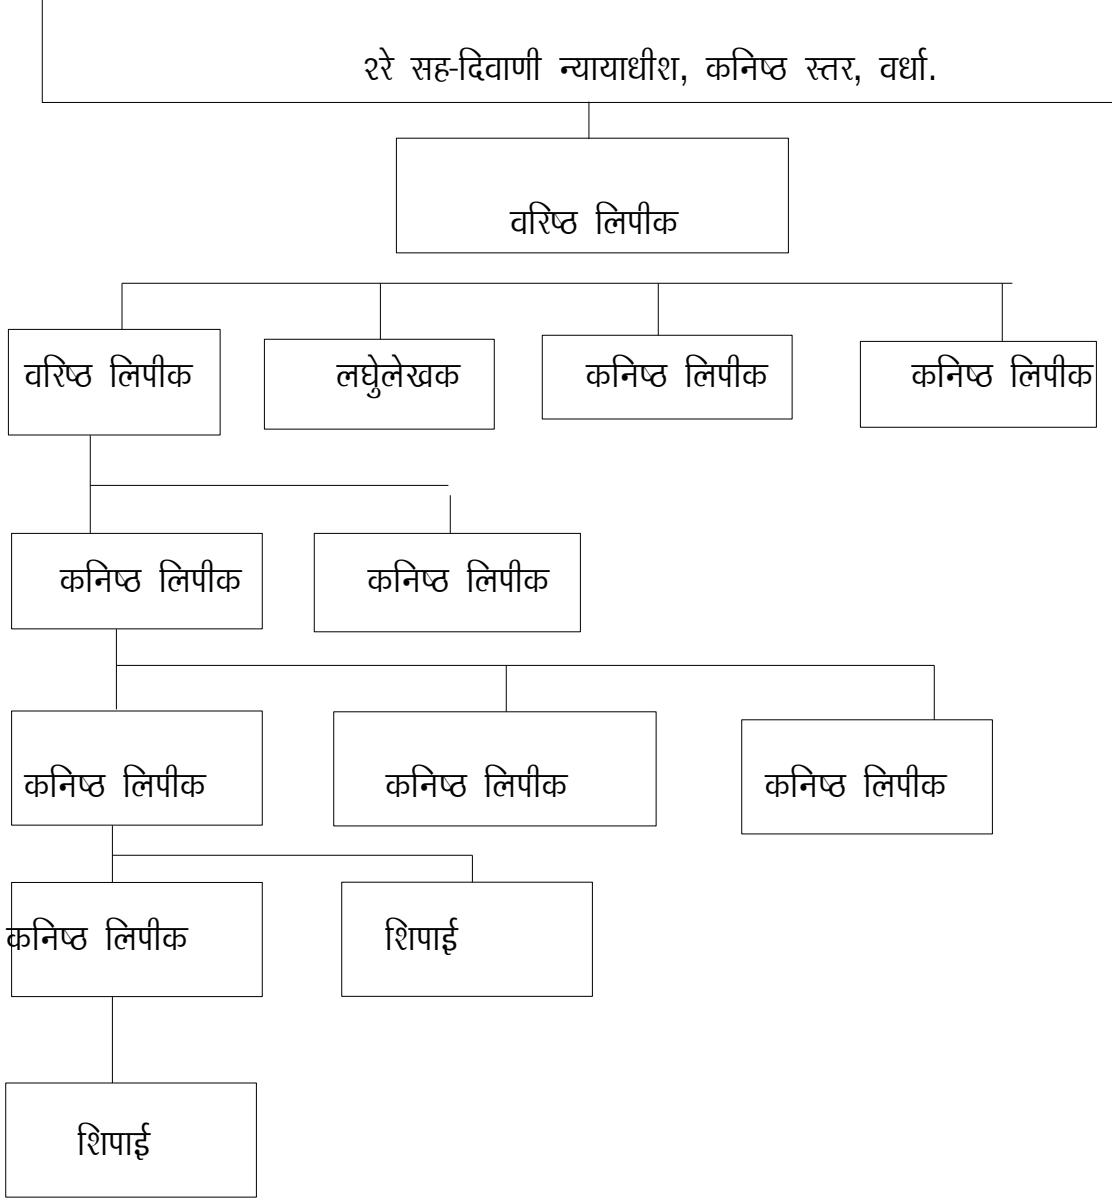 २रे सह-दिवाणी न्यायाधीश, कनिष्ठ स्तर, वर्धा.
वरिष्ठ लिपीक
वरिष्ठ लिपीक लघुेलेखक कनिष्ठ लिपीक कनिष्ठ लिपीक
कनिष्ठ लिपीक कनिष्ठ लिपीक
कनिष्ठ लिपीक कनिष्ठ लिपीक कनिष्ठ लिपीक
कनिष्ठ लिपीक शिपाई
शिपाई